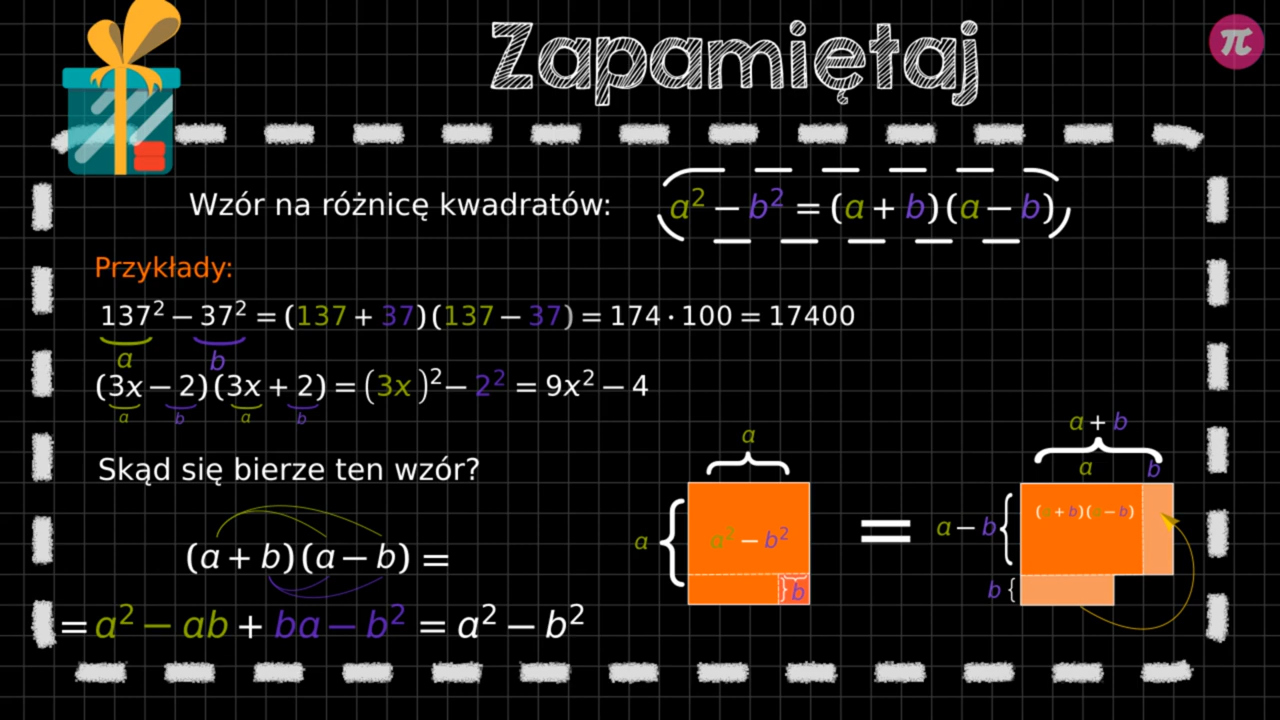 Zapamiętaj
π
Wzór na różnicę kwadratów: a² − b² = (a + b)(a − b)
Przykłady:
137² − 37² = (137 + 37)(137 − 37) = 174 · 100 = 17400
a b
(3x − 2)(3x + 2) = (3x)² − 2² = 9x² − 4
a b a b
Skąd się bierze ten wzór?
(a + b)(a − b) =
= a² − ab + ba − b² = a² − b²
a
a
a² − b²
b
=
a + b
a b
a − b
(a + b)(a − b)
b